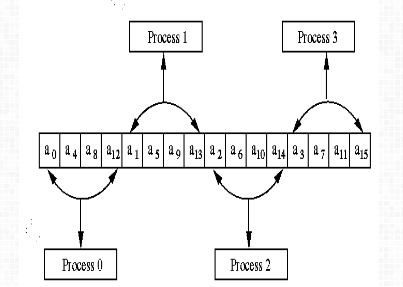 Process 1 Process 3
a0 a4 a8 a12 a1 a5 a9 a13 a2 a6 a10 a14 a3 a7 a11 a15
Process 0 Process 2